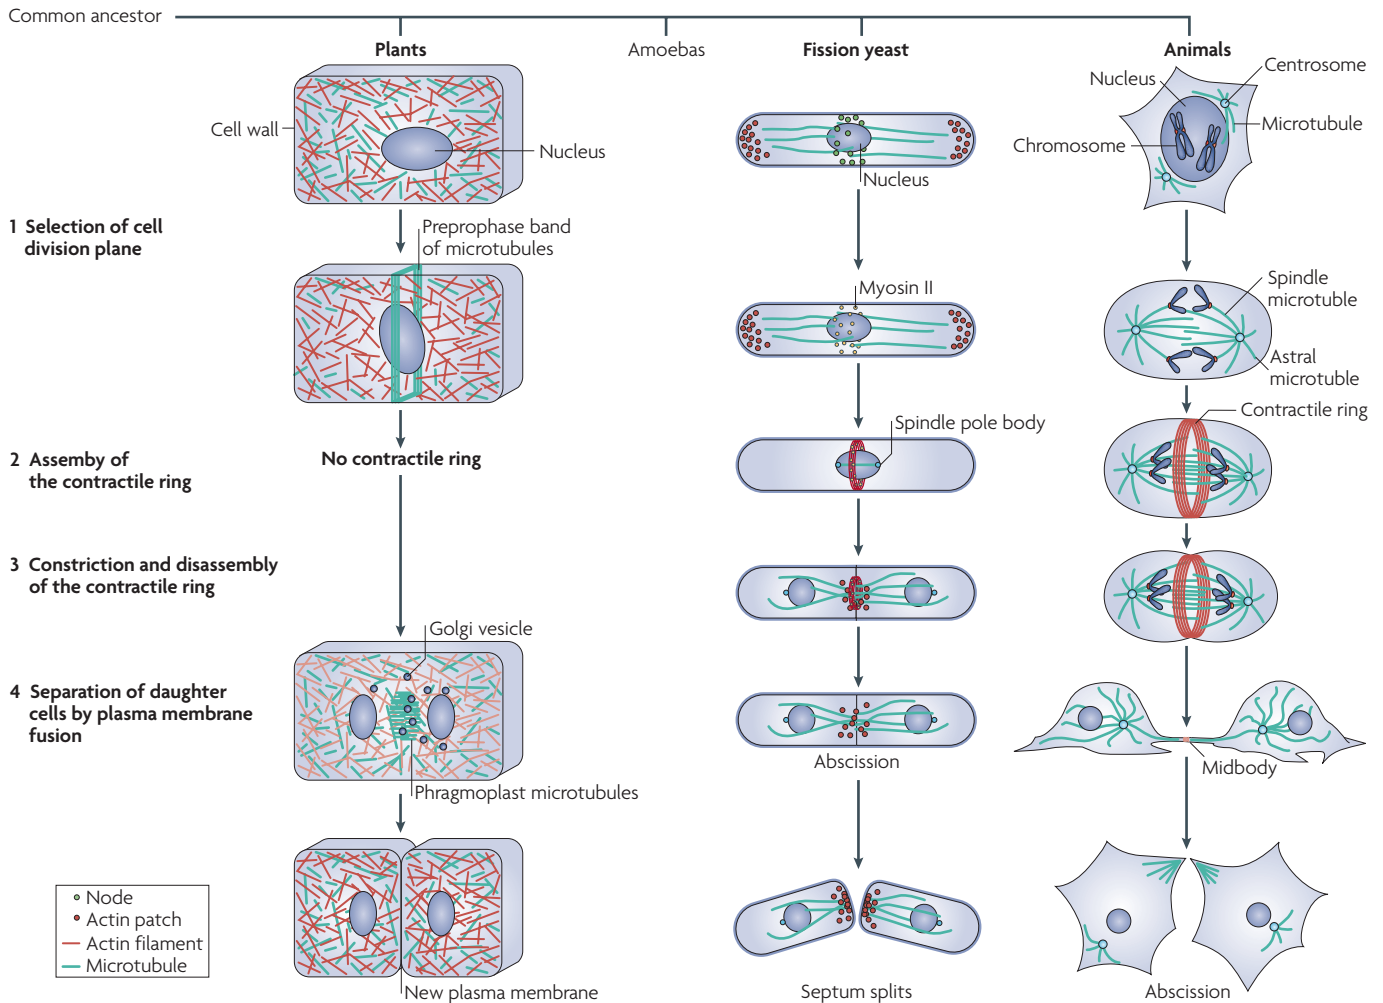 Common ancestor
Plants
Amoebas
Fission yeast
Animals
Cell wall
Nucleus
Nucleus
Nucleus
Centrosome
Microtubule
Chromosome
1 Selection of cell
division plane
Preprophase band
of microtubules
Myosin II
Spindle
microtuble
Astral
microtuble
2 Assemby of
the contractile ring
No contractile ring
Spindle pole body
Contractile ring
3 Constriction and disassembly
of the contractile ring
4 Separation of daughter
cells by plasma membrane
fusion
Golgi vesicle
Phragmoplast microtubules
Abscission
Midbody
Node
Actin patch
Actin filament
Microtubule
New plasma membrane
Septum splits
Abscission